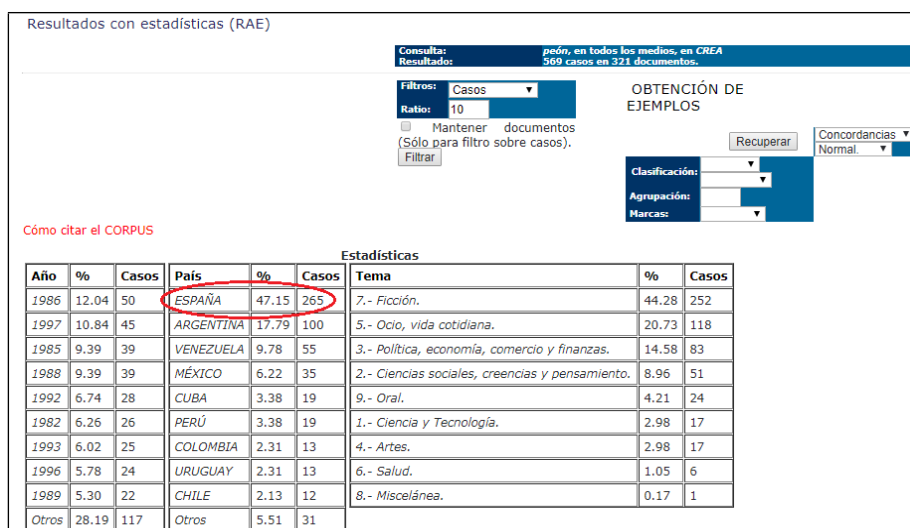 Resultados con estadísticas (RAE)
Consulta: peón, en todos los medios, en CREA
Resultado: 569 casos en 321 documentos.
Filtros: Casos
Ratio: 10
Mantener documentos
(Sólo para filtro sobre casos).
Filtrar
OBTENCIÓN DE
EJEMPLOS
Recuperar Concordancias
Normal.
Clasificación:
Agrupación:
Marcas:
Cómo citar el CORPUS
Estadísticas
Año % Casos País % Casos Tema % Casos
1986 12.04 50 ESPAÑA 47.15 265 7.- Ficción. 44.28 252
1997 10.84 45 ARGENTINA 17.79 100 5.- Ocio, vida cotidiana. 20.73 118
1985 9.39 39 VENEZUELA 9.78 55 3.- Política, economía, comercio y finanzas. 14.58 83
1988 9.39 39 MÉXICO 6.22 35 2.- Ciencias sociales, creencias y pensamiento. 8.96 51
1992 6.74 28 CUBA 3.38 19 9.- Oral. 4.21 24
1982 6.26 26 PERÚ 3.38 19 1.- Ciencia y Tecnología. 2.98 17
1993 6.02 25 COLOMBIA 2.31 13 4.- Artes. 2.98 17
1996 5.78 24 URUGUAY 2.31 13 6.- Salud. 1.05 6
1989 5.30 22 CHILE 2.13 12 8.- Miscelánea. 0.17 1
Otros 28.19 117 Otros 5.51 31